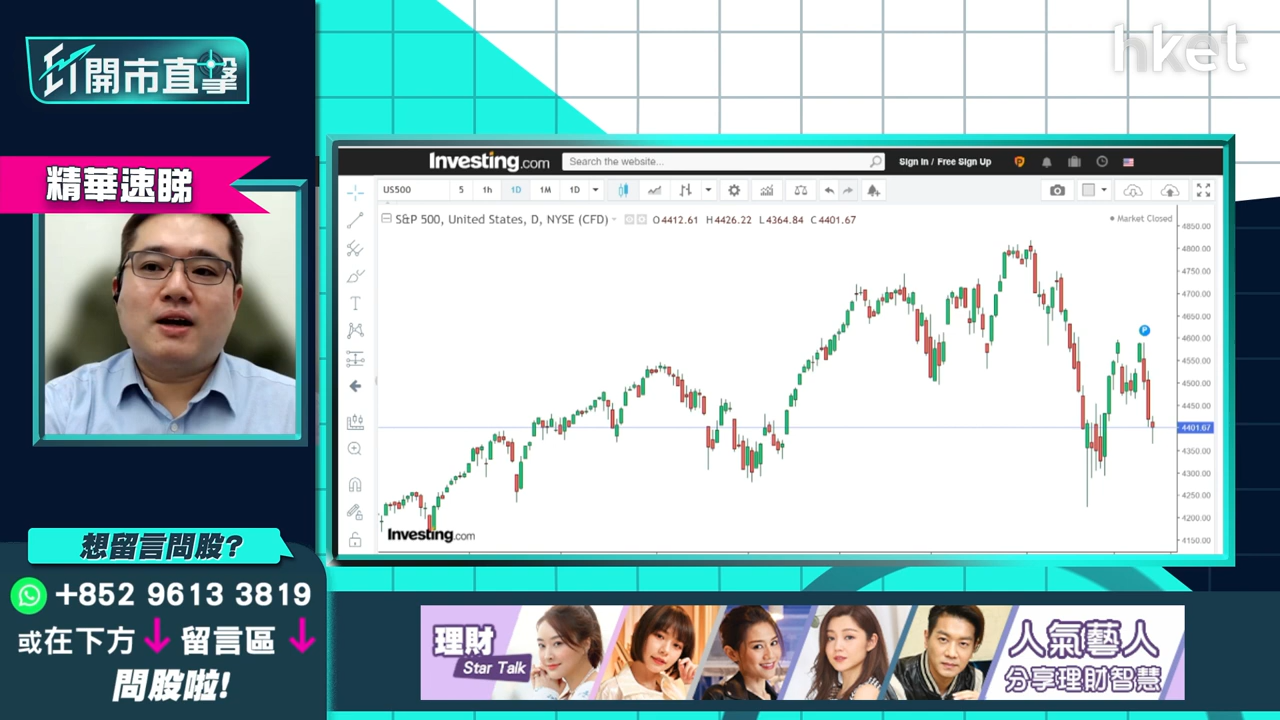 hket
ET開市直擊
精華速睇
Investing.com
Search the website...
Sign In / Free Sign Up
US500
5
1h
1D
1M
1D
S&P 500, United States, D, NYSE (CFD)
O4412.61 H4426.22 L4364.84 C4401.67
Market Closed
4850.00
4800.00
4750.00
4700.00
4650.00
4600.00
4550.00
4500.00
4450.00
4401.67
4350.00
4300.00
4250.00
4200.00
4150.00
T
P
Investing.com
想留言問股?
+852 9613 3819
或在下方 留言區
問股啦!
理財
Star Talk
人氣藝人
分享理財智慧